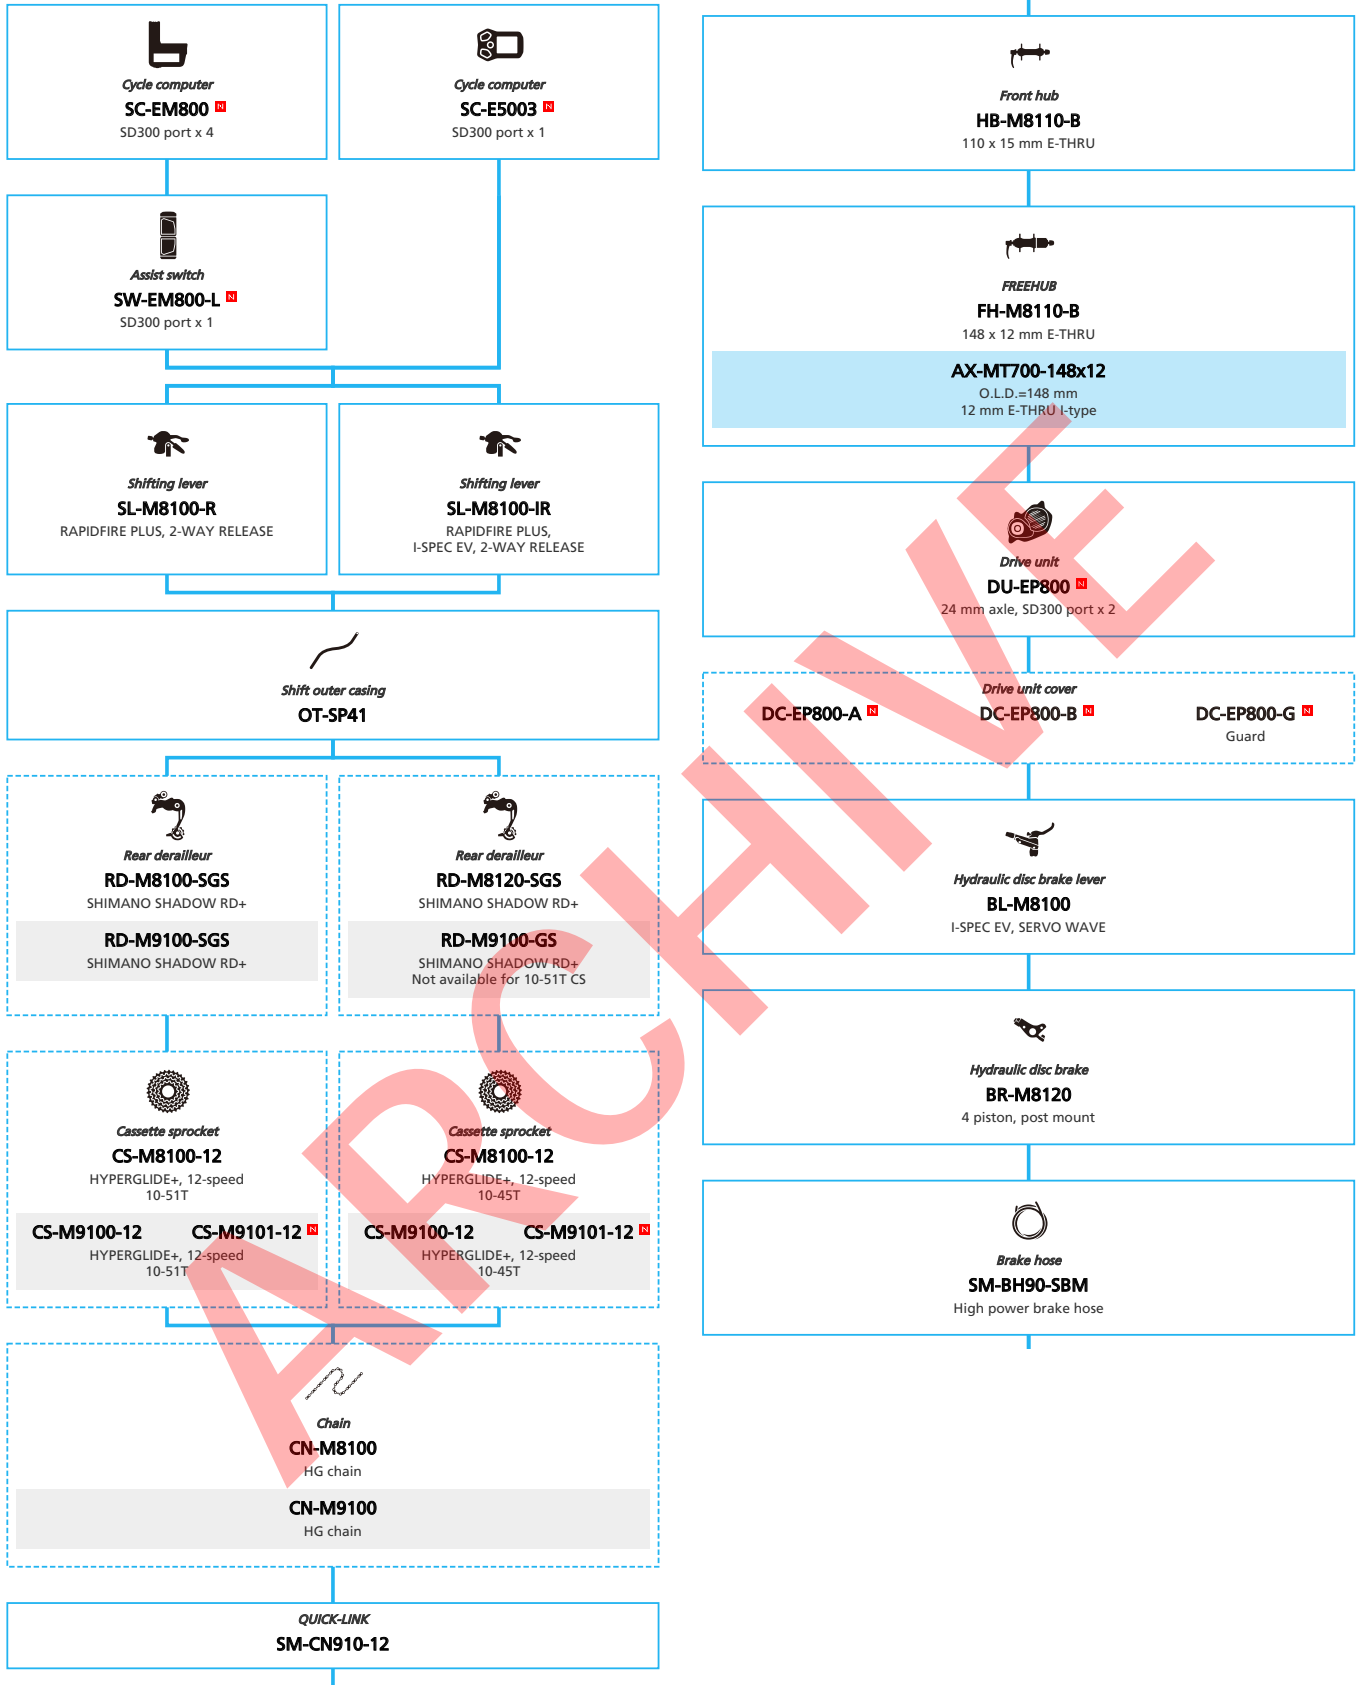 Cycle computer
SC-EM800 N
SD300 port x 4
Cycle computer
SC-E5003 N
SD300 port x 1
Assist switch
SW-EM800-L N
SD300 port x 1
Shifting lever
SL-M8100-R
RAPIDFIRE PLUS, 2-WAY RELEASE
Shifting lever
SL-M8100-IR
RAPIDFIRE PLUS,
I-SPEC EV, 2-WAY RELEASE
Shift outer casing
OT-SP41
Rear derailleur
RD-M8100-SGS
SHIMANO SHADOW RD+
RD-M9100-SGS
SHIMANO SHADOW RD+
Rear derailleur
RD-M8120-SGS
SHIMANO SHADOW RD+
RD-M9100-GS
SHIMANO SHADOW RD+
Not available for 10-51T CS
Cassette sprocket
CS-M8100-12
HYPERGLIDE+, 12-speed
10-51T
CS-M9100-12 CS-M9101-12 N
HYPERGLIDE+, 12-speed
10-51T
Cassette sprocket
CS-M8100-12
HYPERGLIDE+, 12-speed
10-45T
CS-M9100-12 CS-M9101-12 N
HYPERGLIDE+, 12-speed
10-45T
Chain
CN-M8100
HG chain
CN-M9100
HG chain
QUICK-LINK
SM-CN910-12
Front hub
HB-M8110-B
110 x 15 mm E-THRU
FREEHUB
FH-M8110-B
148 x 12 mm E-THRU
AX-MT700-148x12
O.L.D.=148 mm
12 mm E-THRU I-type
Drive unit
DU-EP800 N
24 mm axle, SD300 port x 2
Drive unit cover
DC-EP800-A N DC-EP800-B N DC-EP800-G N
Guard
Hydraulic disc brake lever
BL-M8100
I-SPEC EV, SERVO WAVE
Hydraulic disc brake
BR-M8120
4 piston, post mount
Brake hose
SM-BH90-SBM
High power brake hose
ARCHIVE